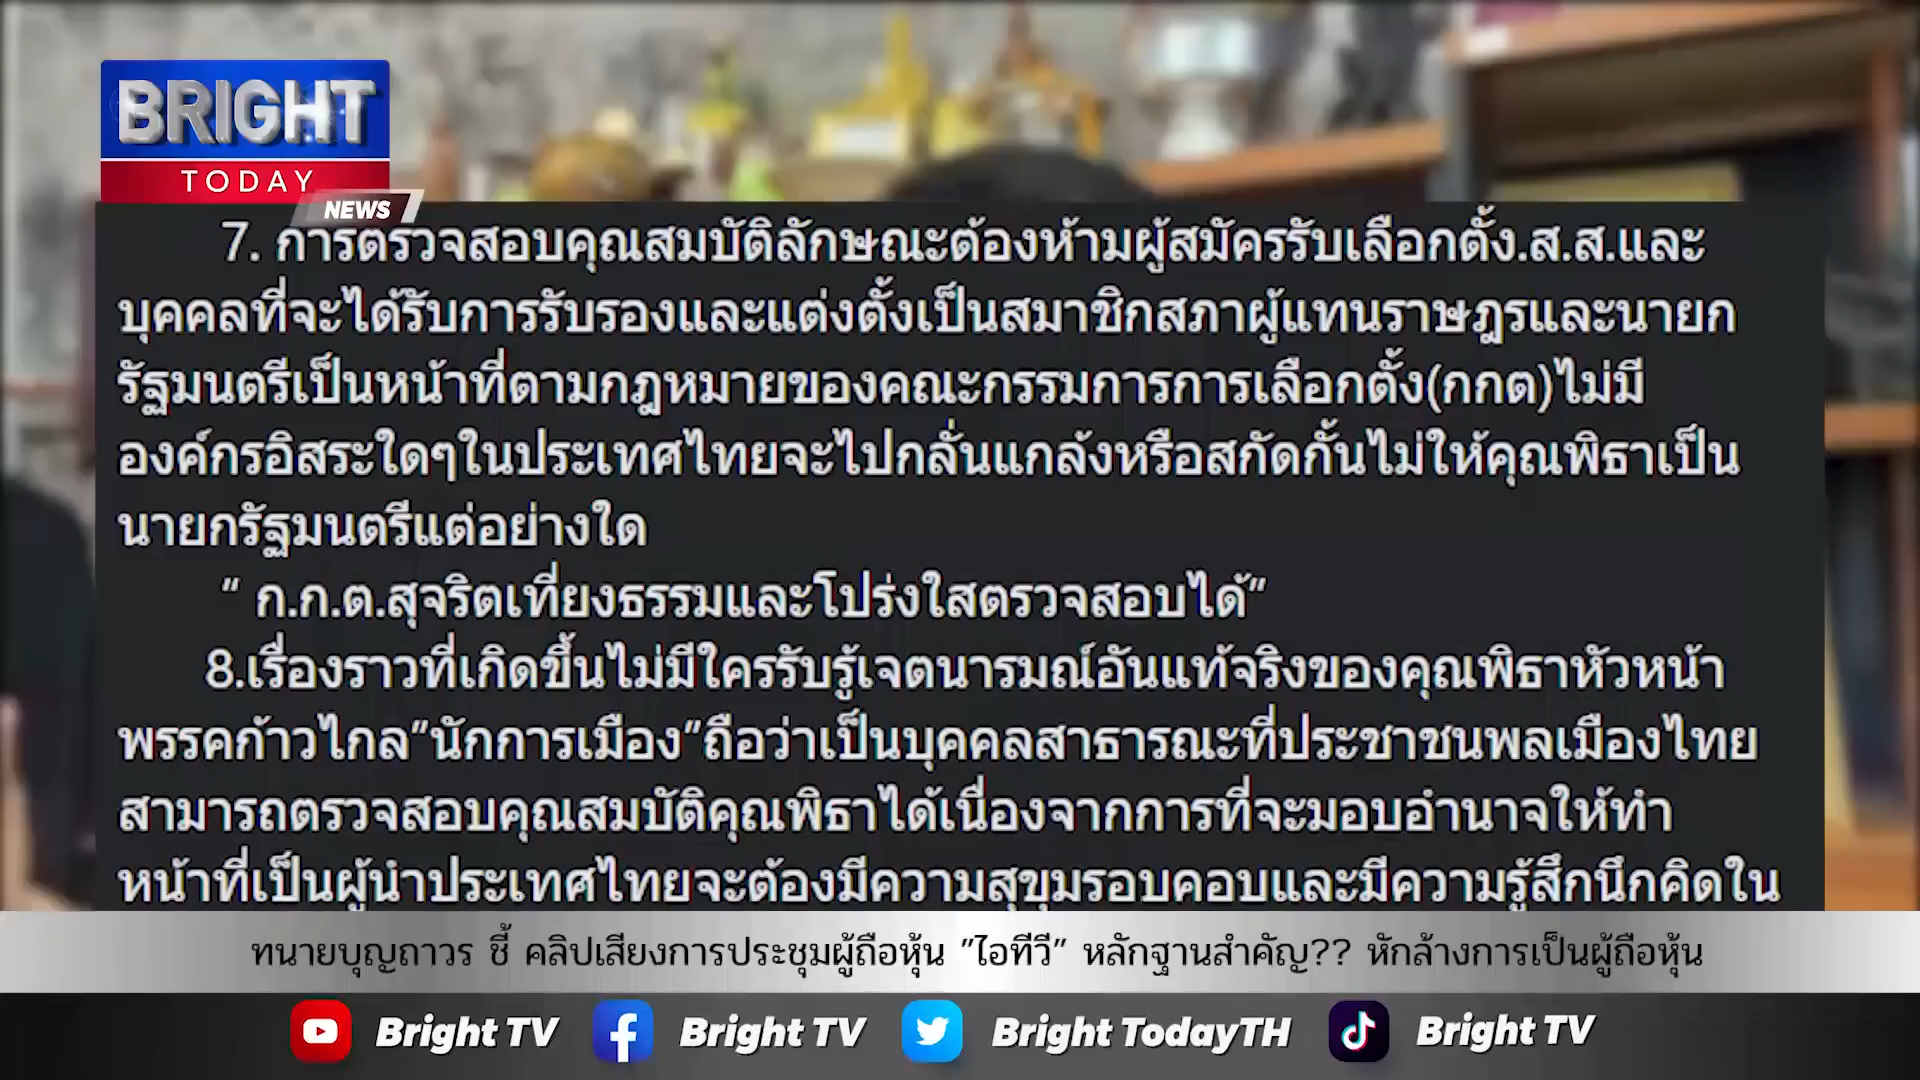 BRIGHT
TODAY
NEWS
7. การตรวจสอบคุณสมบัติลักษณะต้องห้ามผู้สมัครรับเลือกตั้ง.ส.ส.และ
บุคคลที่จะได้รับการรับรองและแต่งตั้งเป็นสมาชิกสภาผู้แทนราษฎรและนายก
รัฐมนตรีเป็นหน้าที่ตามกฎหมายของคณะกรรมการการเลือกตั้ง(กกต)ไม่มี
องค์กรอิสระใดๆในประเทศไทยจะไปกลั่นแกล้งหรือสกัดกั้นไม่ให้คุณพิธาเป็น
นายกรัฐมนตรีแต่อย่างใด
“ ก.ก.ต.สุจริตเที่ยงธรรมและโปร่งใสตรวจสอบได้”
8.เรื่องราวที่เกิดขึ้นไม่มีใครรับรู้เจตนารมณ์อันแท้จริงของคุณพิธาหัวหน้า
พรรคก้าวไกล”นักการเมือง”ถือว่าเป็นบุคคลสาธารณะที่ประชาชนพลเมืองไทย
สามารถตรวจสอบคุณสมบัติคุณพิธาได้เนื่องจากการที่จะมอบอำนาจให้ทำ
หน้าที่เป็นผู้นำประเทศไทยจะต้องมีความสุขุมรอบคอบและมีความรู้สึกนึกคิดใน
ทนายบุญถาวร ชี้ คลิปเสียงการประชุมผู้ถือหุ้น ”ไอทีวี” หลักฐานสำคัญ?? หักล้างการเป็นผู้ถือหุ้น
Bright TV Bright TV Bright TodayTH Bright TV